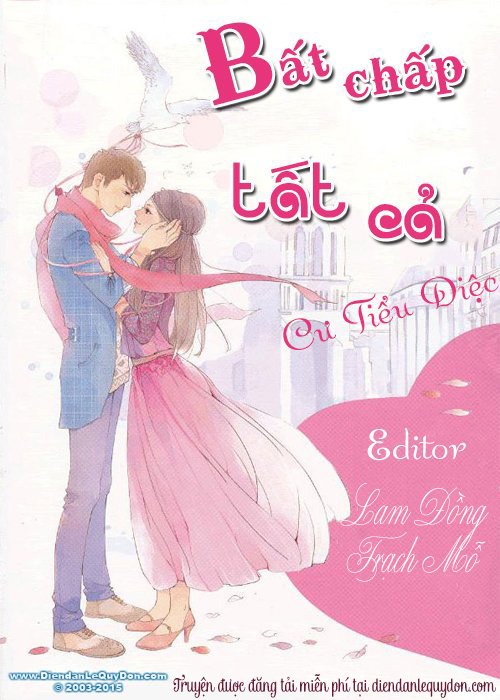 Bất chấp
tất cả
Cư Tiểu Diệc
Editor
Lam Đồng
Trạch Mỗ
www.DiendanLeQuyDon.com
© 2003-2015
Truyện được đăng tải miễn phí tại diendanlequydon.com